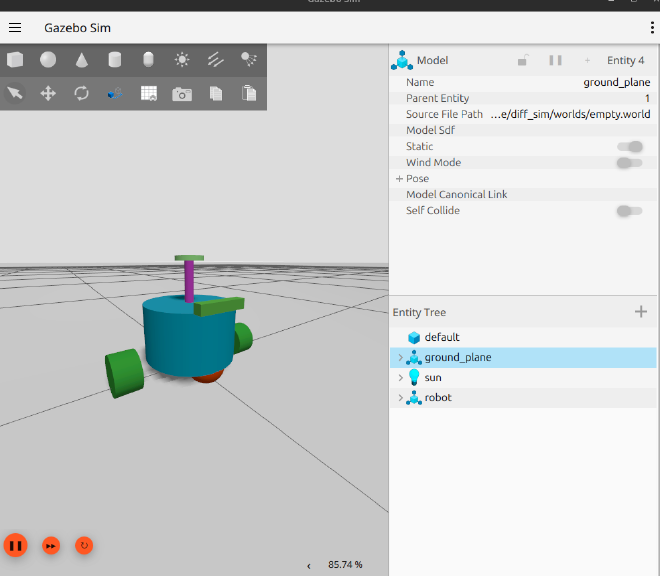 Gazebo Sim
Gazebo Sim
Model
Entity 4
Name ground_plane
Parent Entity 1
Source File Path ...e/diff_sim/worlds/empty.world
Model Sdf
Static
Wind Mode
+ Pose
Model Canonical Link
Self Collide
Entity Tree
default
ground_plane
sun
robot
85.74 %